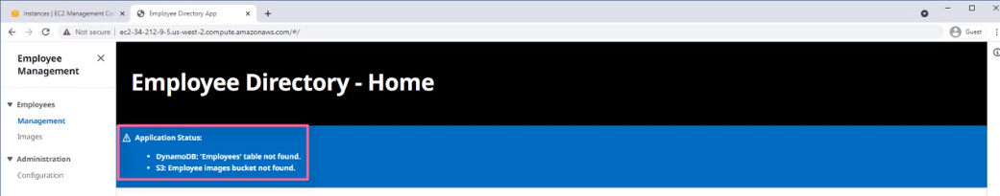 Instances | EC2 Management Con
Employee Directory App
Not secure | ec2-34-212-9-5.us-west-2.compute.amazonaws.com/#/
Guest
Employee Management
Employees
Management
Images
Administration
Configuration
Employee Directory - Home
Application Status:
DynamoDB: 'Employees' table not found.
S3: Employee images bucket not found.